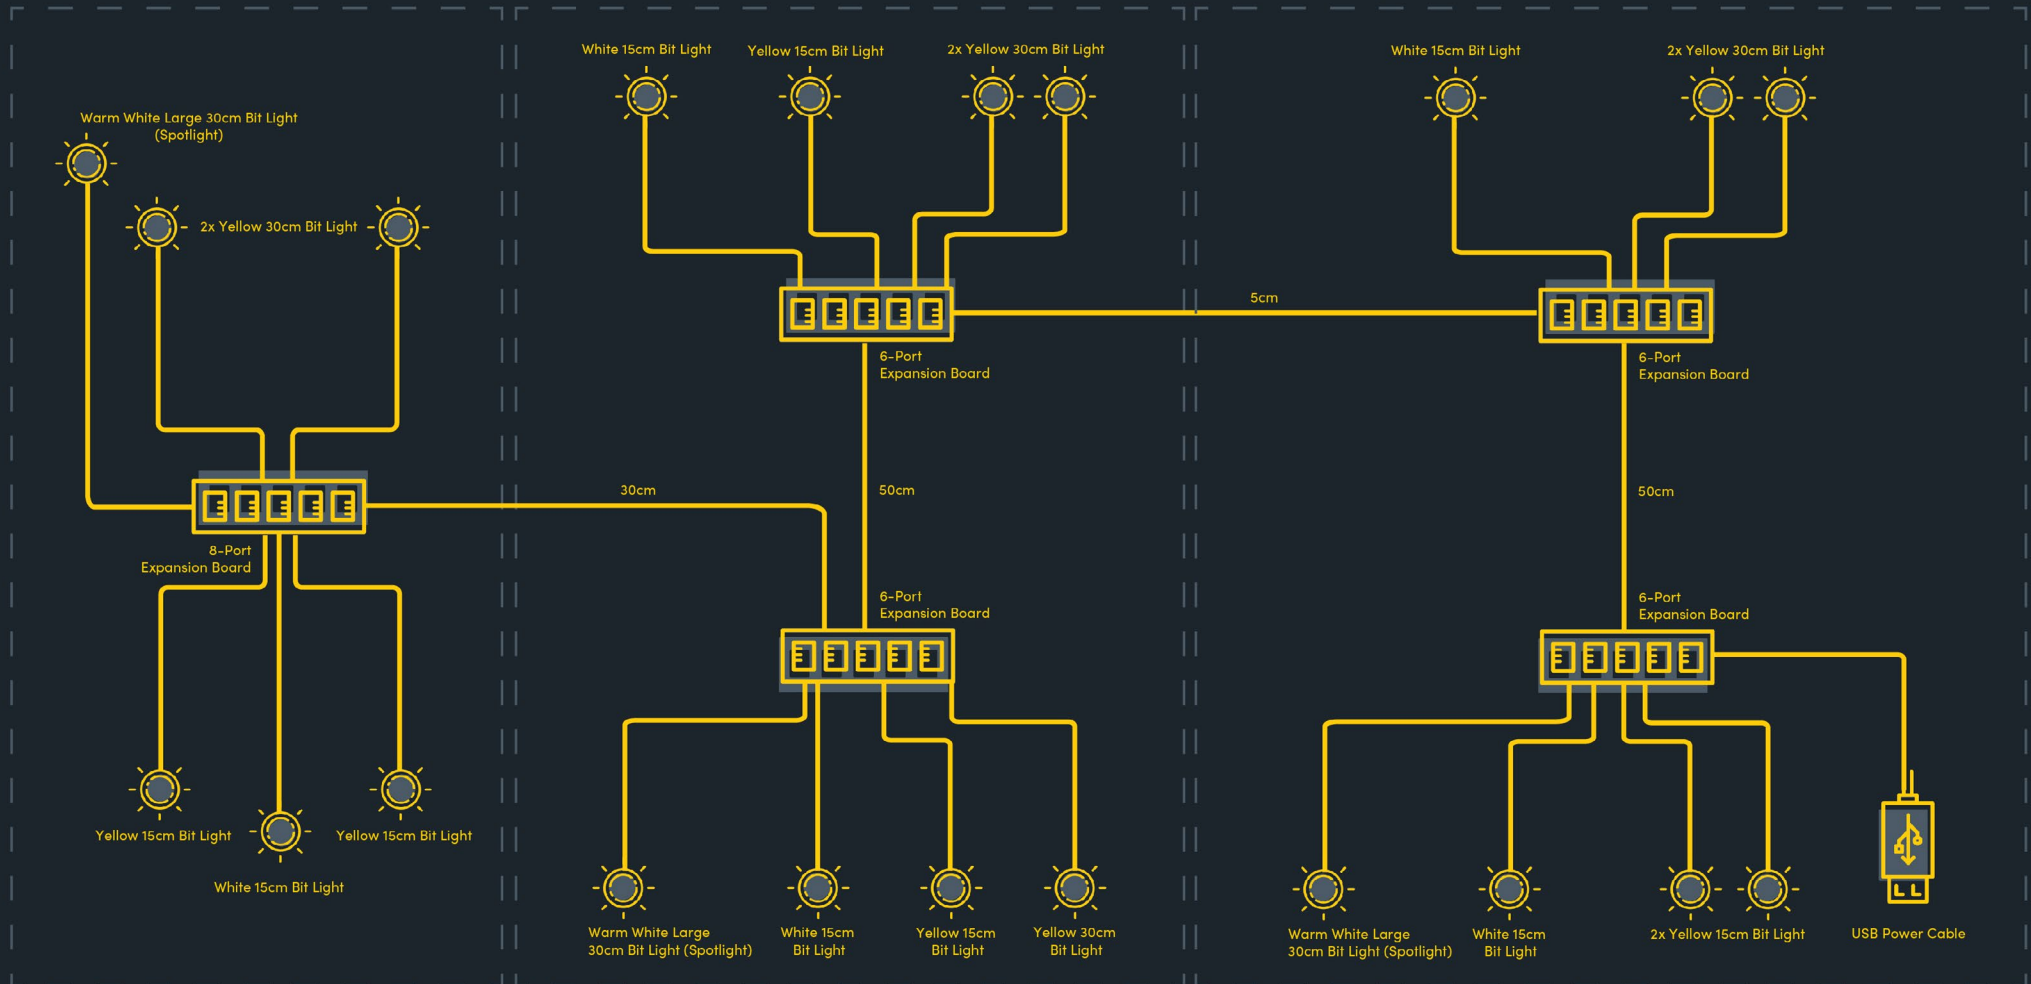 Warm White Large 30cm Bit Light
(Spotlight)
2x Yellow 30cm Bit Light
8-Port
Expansion Board
Yellow 15cm Bit Light
Yellow 15cm Bit Light
White 15cm Bit Light
White 15cm Bit Light
Yellow 15cm Bit Light
2x Yellow 30cm Bit Light
6-Port
Expansion Board
30cm
50cm
6-Port
Expansion Board
Warm White Large
30cm Bit Light (Spotlight)
White 15cm
Bit Light
Yellow 15cm
Bit Light
Yellow 30cm
Bit Light
5cm
White 15cm Bit Light
2x Yellow 30cm Bit Light
6-Port
Expansion Board
50cm
6-Port
Expansion Board
Warm White Large
30cm Bit Light (Spotlight)
White 15cm
Bit Light
2x Yellow 15cm Bit Light
USB Power Cable